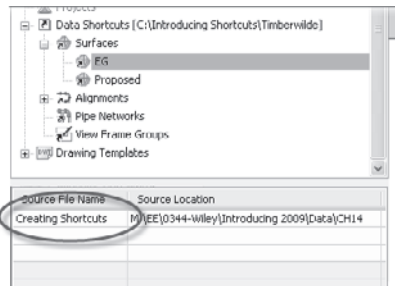 Projects
Data Shortcuts [C:\Introducing Shortcuts\Timberwilde]
Surfaces
EG
Proposed
Alignments
Pipe Networks
View Frame Groups
Drawing Templates
Source File Name Source Location
Creating Shortcuts M:\EE\0344-Wiley\Introducing 2009\Data\CH14